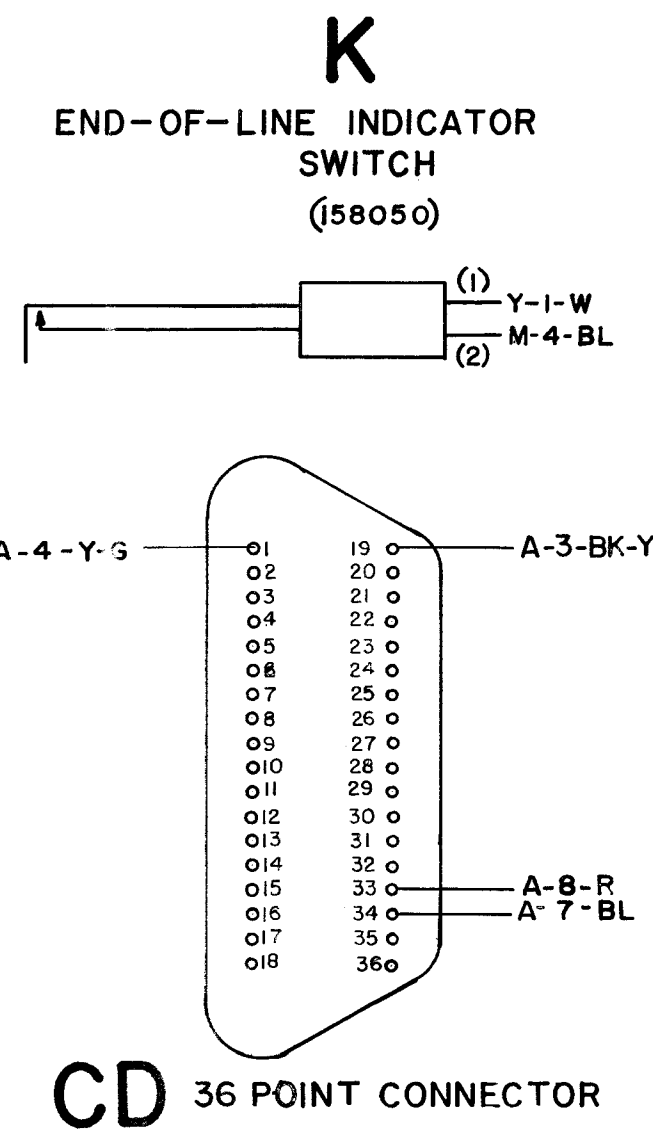 K
END-OF-LINE INDICATOR
SWITCH
(158050)
(1)
Y-1-W
M-4-BL
(2)
A-4-Y-G
1 19 A-3-BK-Y
2 20
3 21
4 22
5 23
6 24
7 25
8 26
9 27
10 28
11 29
12 30
13 31
14 32
15 33 A-8-R
16 34 A-7-BL
17 35
18 36
CD 36 POINT CONNECTOR